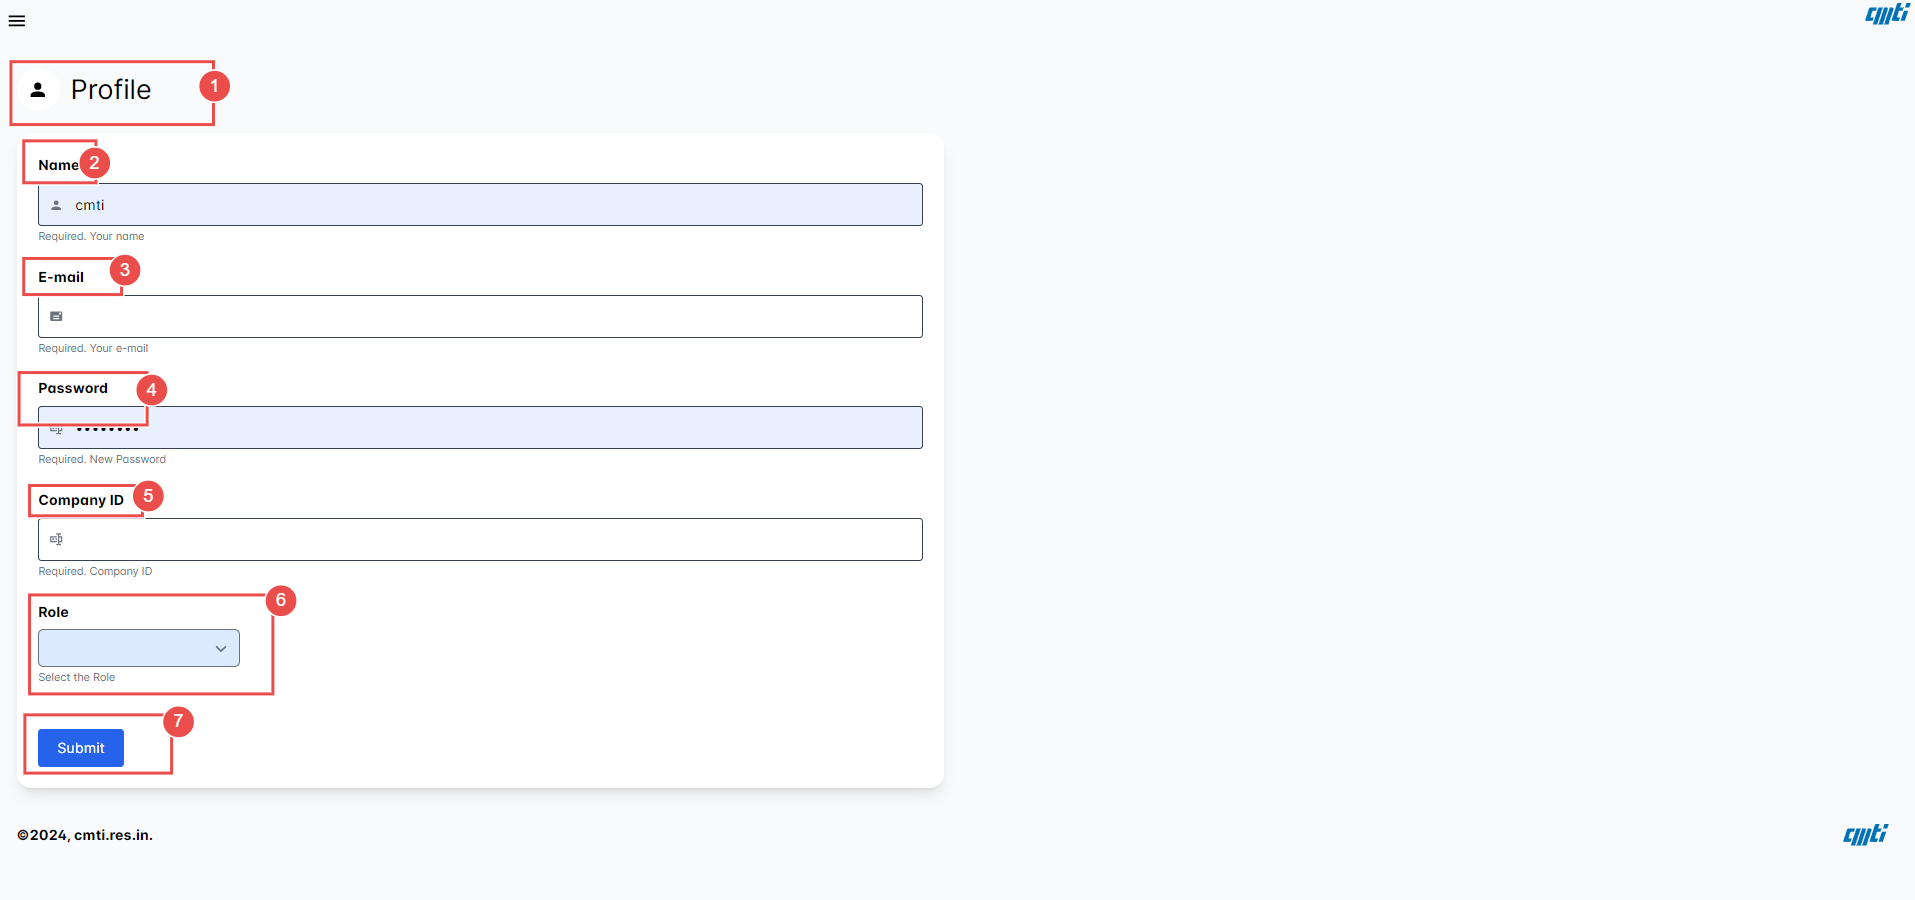 cmti
Profile
1
Name
2
cmti
Required. Your name
E-mail
3
Required. Your e-mail
Password
4
••••••••
Required. New Password
Company ID
5
Required. Company ID
6
Role
Select the Role
7
Submit
©2024, cmti.res.in.
cmti